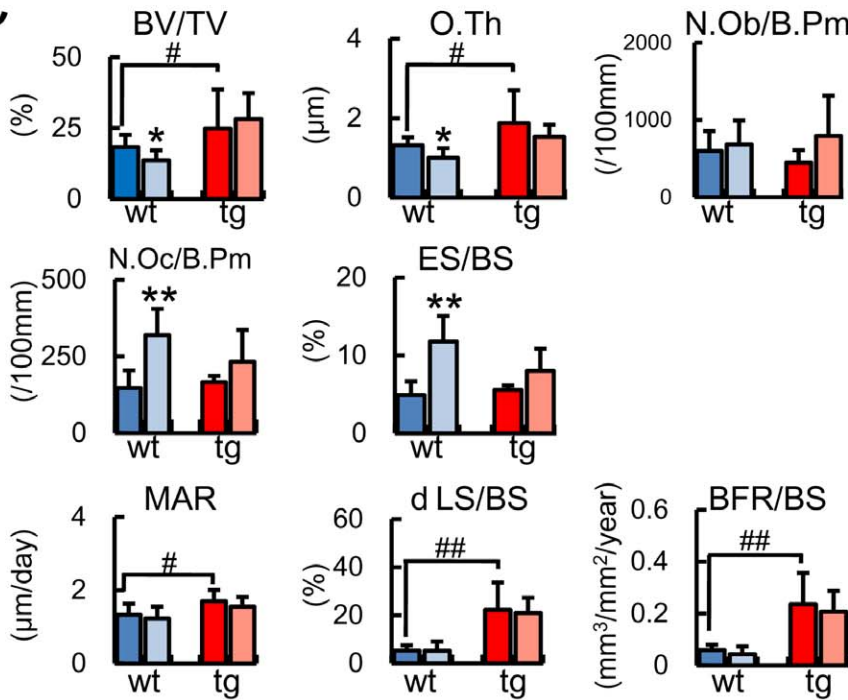 BV/TV
50
#
(%)
25
*
0
wt
tg
O.Th
4
#
(µm)
2
*
0
wt
tg
N.Ob/B.Pm
2000
(/100mm)
1000
0
wt
tg
N.Oc/B.Pm
500
**
(/100mm)
250
0
wt
tg
ES/BS
20
**
(%)
10
0
wt
tg
MAR
4
(µm/day)
#
2
0
wt
tg
d LS/BS
60
##
(%)
40
20
0
wt
tg
BFR/BS
0.6
##
(mm³/mm²/year)
0.4
0.2
0
wt
tg